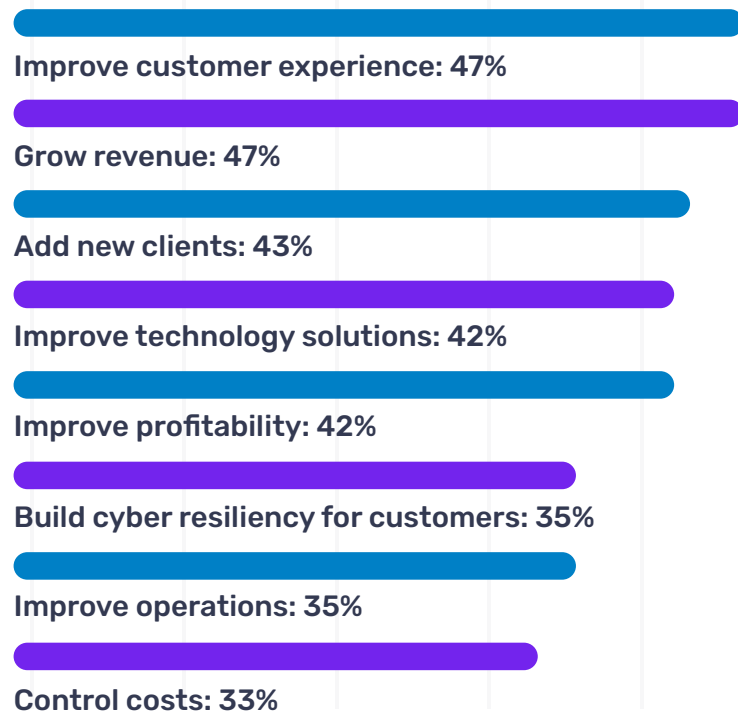 Improve customer experience: 47%
Grow revenue: 47%
Add new clients: 43%
Improve technology solutions: 42%
Improve profitability: 42%
Build cyber resiliency for customers: 35%
Improve operations: 35%
Control costs: 33%